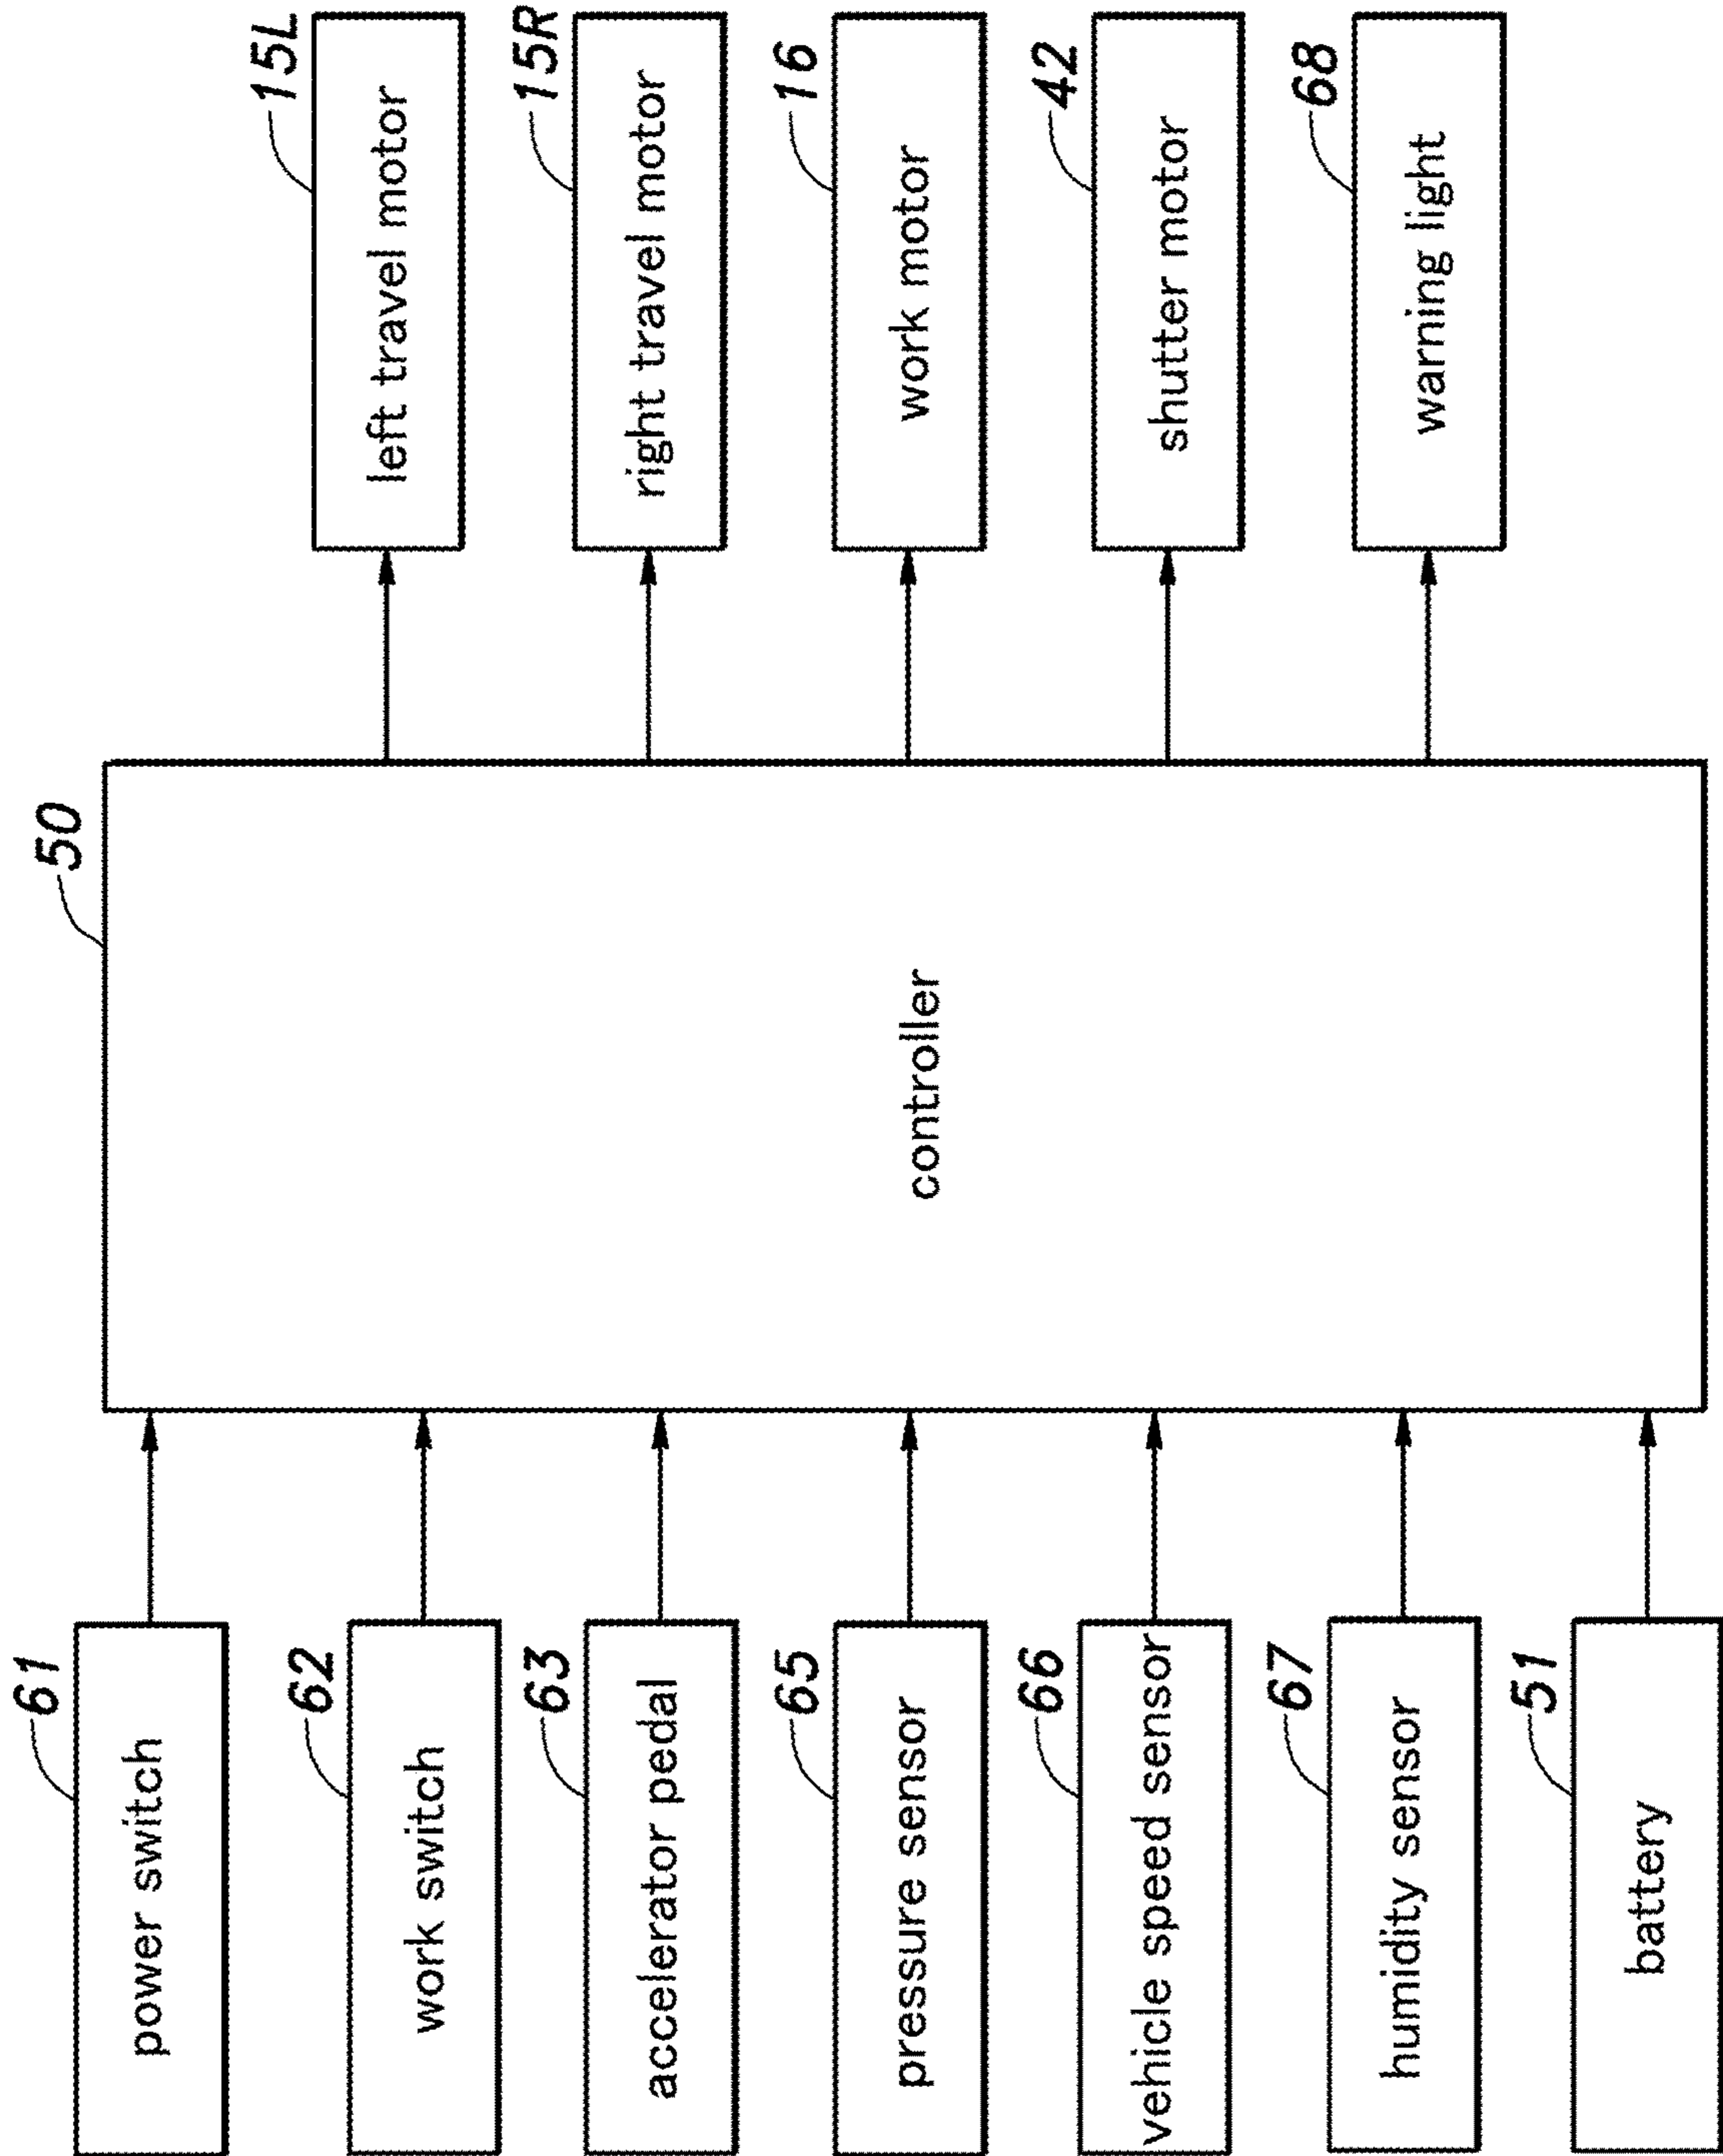 50
controller
61
power switch
62
work switch
63
accelerator pedal
65
pressure sensor
66
vehicle speed sensor
67
humidity sensor
51
battery
15L
left travel motor
15R
right travel motor
16
work motor
42
shutter motor
68
warning light